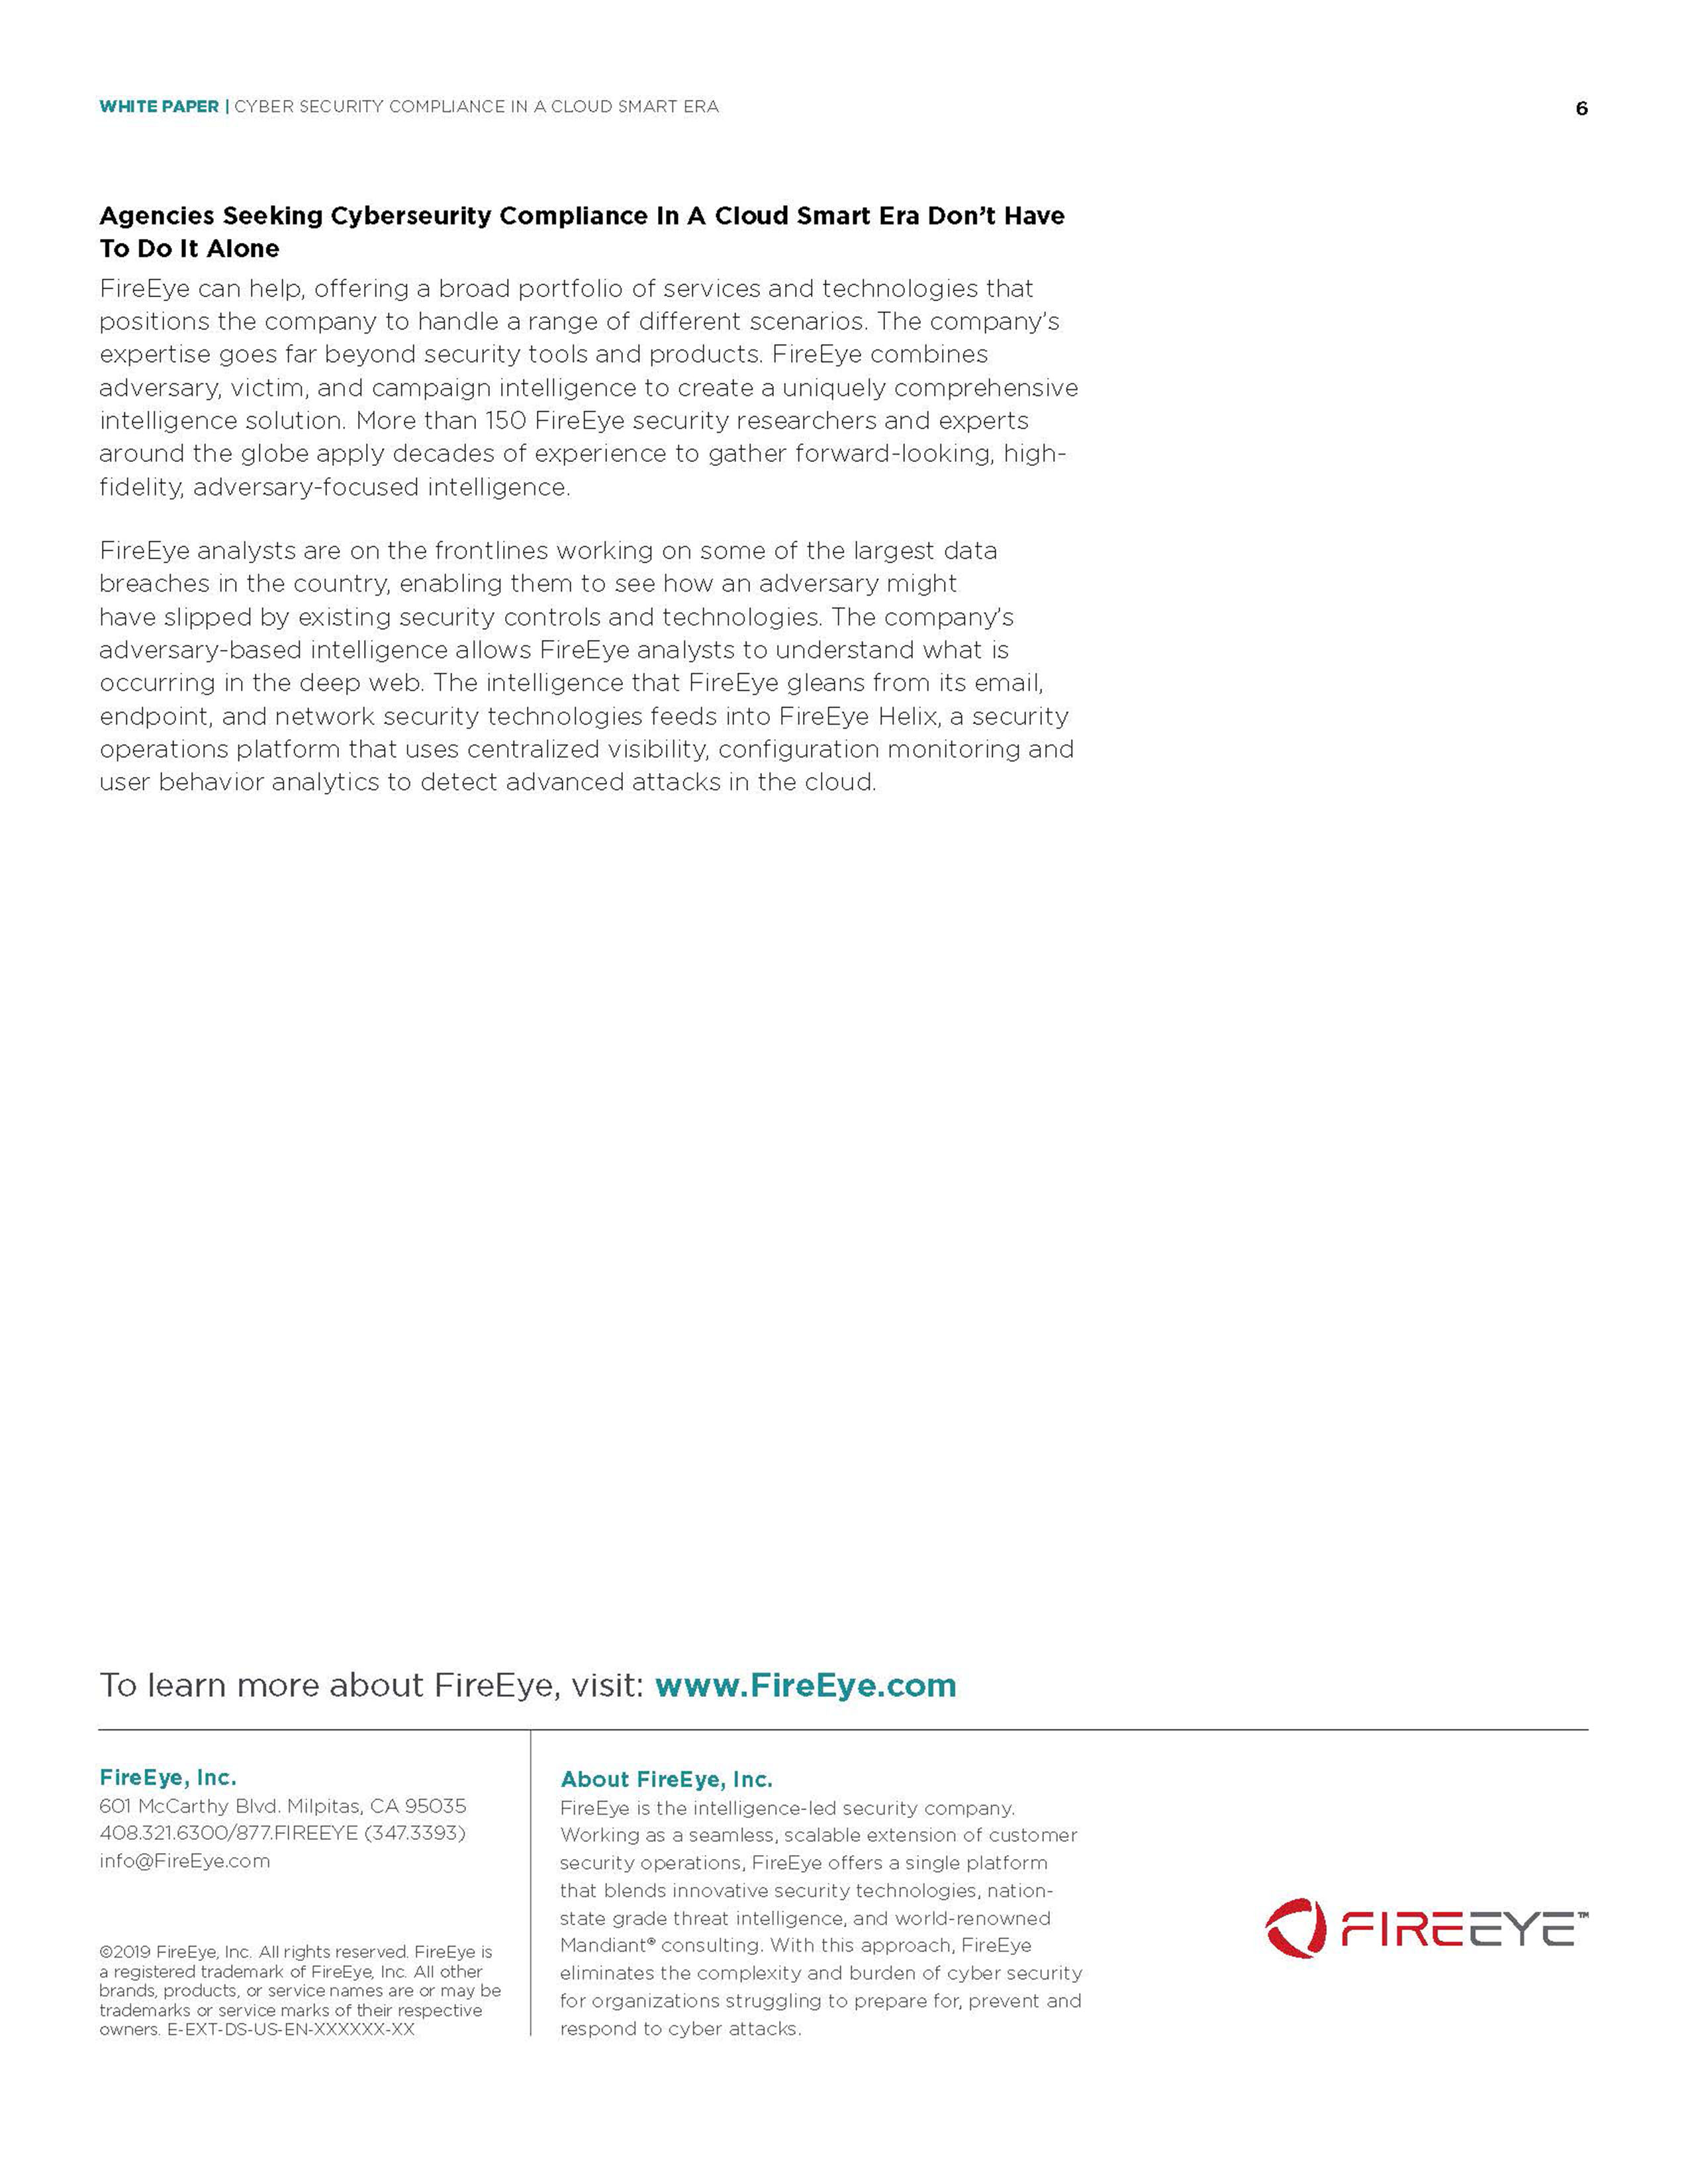 WHITE PAPER | CYBER SECURITY COMPLIANCE IN A CLOUD SMART ERA
6
Agencies Seeking Cyberseurity Compliance In A Cloud Smart Era Don’t Have
To Do It Alone
FireEye can help, offering a broad portfolio of services and technologies that
positions the company to handle a range of different scenarios. The company’s
expertise goes far beyond security tools and products. FireEye combines
adversary, victim, and campaign intelligence to create a uniquely comprehensive
intelligence solution. More than 150 FireEye security researchers and experts
around the globe apply decades of experience to gather forward-looking, high-
fidelity, adversary-focused intelligence.
FireEye analysts are on the frontlines working on some of the largest data
breaches in the country, enabling them to see how an adversary might
have slipped by existing security controls and technologies. The company’s
adversary-based intelligence allows FireEye analysts to understand what is
occurring in the deep web. The intelligence that FireEye gleans from its email,
endpoint, and network security technologies feeds into FireEye Helix, a security
operations platform that uses centralized visibility, configuration monitoring and
user behavior analytics to detect advanced attacks in the cloud.
To learn more about FireEye, visit: www.FireEye.com
FireEye, Inc.
601 McCarthy Blvd. Milpitas, CA 95035
408.321.6300/877.FIREEYE (347.3393)
info@FireEye.com
©2019 FireEye, Inc. All rights reserved. FireEye is
a registered trademark of FireEye, Inc. All other
brands, products, or service names are or may be
trademarks or service marks of their respective
owners. E-EXT-DS-US-EN-XXXXXX-XX
About FireEye, Inc.
FireEye is the intelligence-led security company.
Working as a seamless, scalable extension of customer
security operations, FireEye offers a single platform
that blends innovative security technologies, nation-
state grade threat intelligence, and world-renowned
Mandiant® consulting. With this approach, FireEye
eliminates the complexity and burden of cyber security
for organizations struggling to prepare for, prevent and
respond to cyber attacks.
FIREEYE™